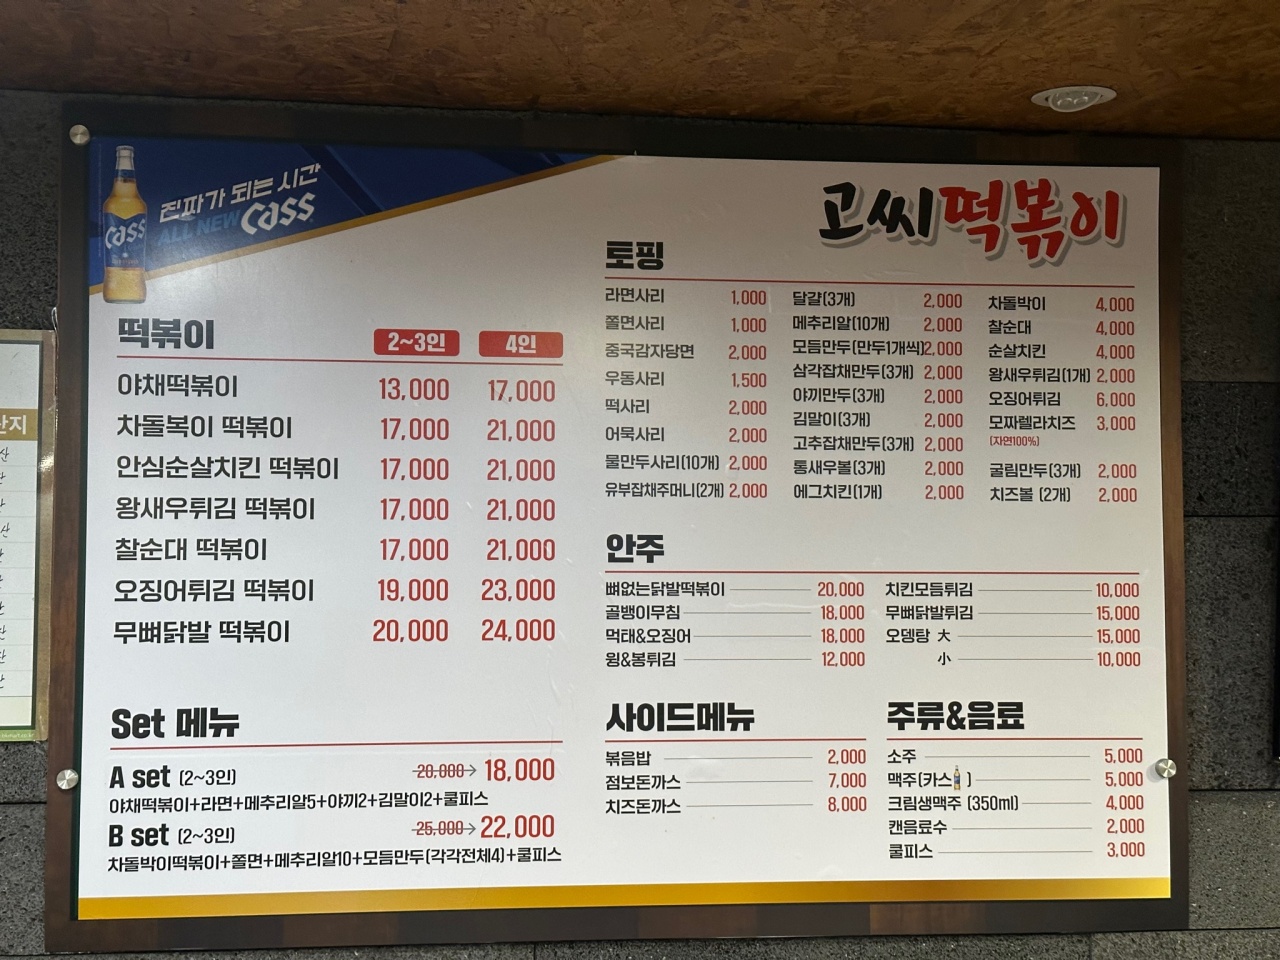 진짜가 되는 시간
ALL NEW Cass
Cass
고씨떡볶이
떡볶이 2~3인 4인
야채떡볶이 13,000 17,000
차돌복이 떡볶이 17,000 21,000
안심순살치킨 떡볶이 17,000 21,000
왕새우튀김 떡볶이 17,000 21,000
찰순대 떡볶이 17,000 21,000
오징어튀김 떡볶이 19,000 23,000
무뼈닭발 떡볶이 20,000 24,000
Set 메뉴
A set (2~3인) 20,000→18,000
야채떡볶이+라면+메추리알5+야끼2+김말이2+쿨피스
B set (2~3인) 25,000→22,000
차돌박이떡볶이+쫄면+메추리알10+모듬만두(각각전체4)+쿨피스
토핑
라면사리 1,000
쫄면사리 1,000
중국감자당면 2,000
우동사리 1,500
떡사리 2,000
어묵사리 2,000
물만두사리(10개) 2,000
유부잡채주머니(2개) 2,000
달걀(3개) 2,000
메추리알(10개) 2,000
모듬만두(만두1개씩) 2,000
삼각잡채만두(3개) 2,000
야끼만두(3개) 2,000
김말이(3개) 2,000
고추잡채만두(3개) 2,000
통새우볼(3개) 2,000
에그치킨(1개) 2,000
차돌박이 4,000
찰순대 4,000
순살치킨 4,000
왕새우튀김(1개) 2,000
오징어튀김 6,000
모짜렐라치즈 3,000
(자연100%)
굴림만두(3개) 2,000
치즈볼 (2개) 2,000
안주
뼈없는닭발떡볶이 20,000
골뱅이무침 18,000
먹태&오징어 18,000
윙&봉튀김 12,000
치킨모듬튀김 10,000
무뼈닭발튀김 15,000
오뎅탕 大 15,000
小 10,000
사이드메뉴
볶음밥 2,000
점보돈까스 7,000
치즈돈까스 8,000
주류&음료
소주 5,000
맥주(카스) 5,000
크림생맥주 (350ml) 4,000
캔음료수 2,000
쿨피스 3,000
산지